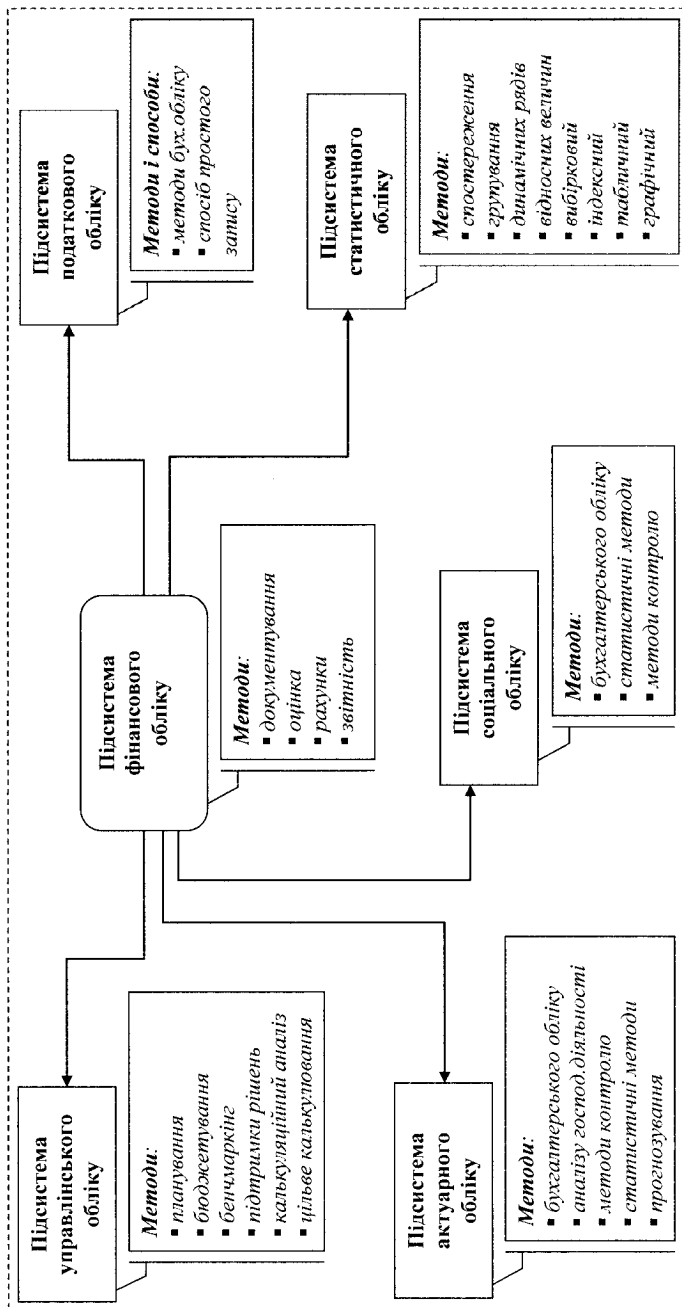 Підсистема
управлінського
обліку
Методи:
▪ планування
▪ бюджетування
▪ бенчмаркінг
▪ підтримки рішень
▪ калькуляційний аналіз
▪ цільве калькулювання
Підсистема
фінансового
обліку
Методи:
▪ документування
▪ оцінка
▪ рахунки
▪ звітність
Підсистема
податкового
обліку
Методи і способи:
▪ методи бух.обліку
▪ спосіб простого
запису
Підсистема
актуарного
обліку
Методи:
▪ бухгалтерського обліку
▪ аналізу господ.діяльності
▪ методи контролю
▪ статистичні методи
▪ прогнозування
Підсистема
соціального
обліку
Методи:
▪ бухгалтерського обліку
▪ статистичні методи
▪ методи контролю
Підсистема
статистичного
обліку
Методи:
▪ спостереження
▪ групування
▪ динамічних рядів
▪ відносних величин
▪ вибірковий
▪ індексний
▪ табличний
▪ графічний